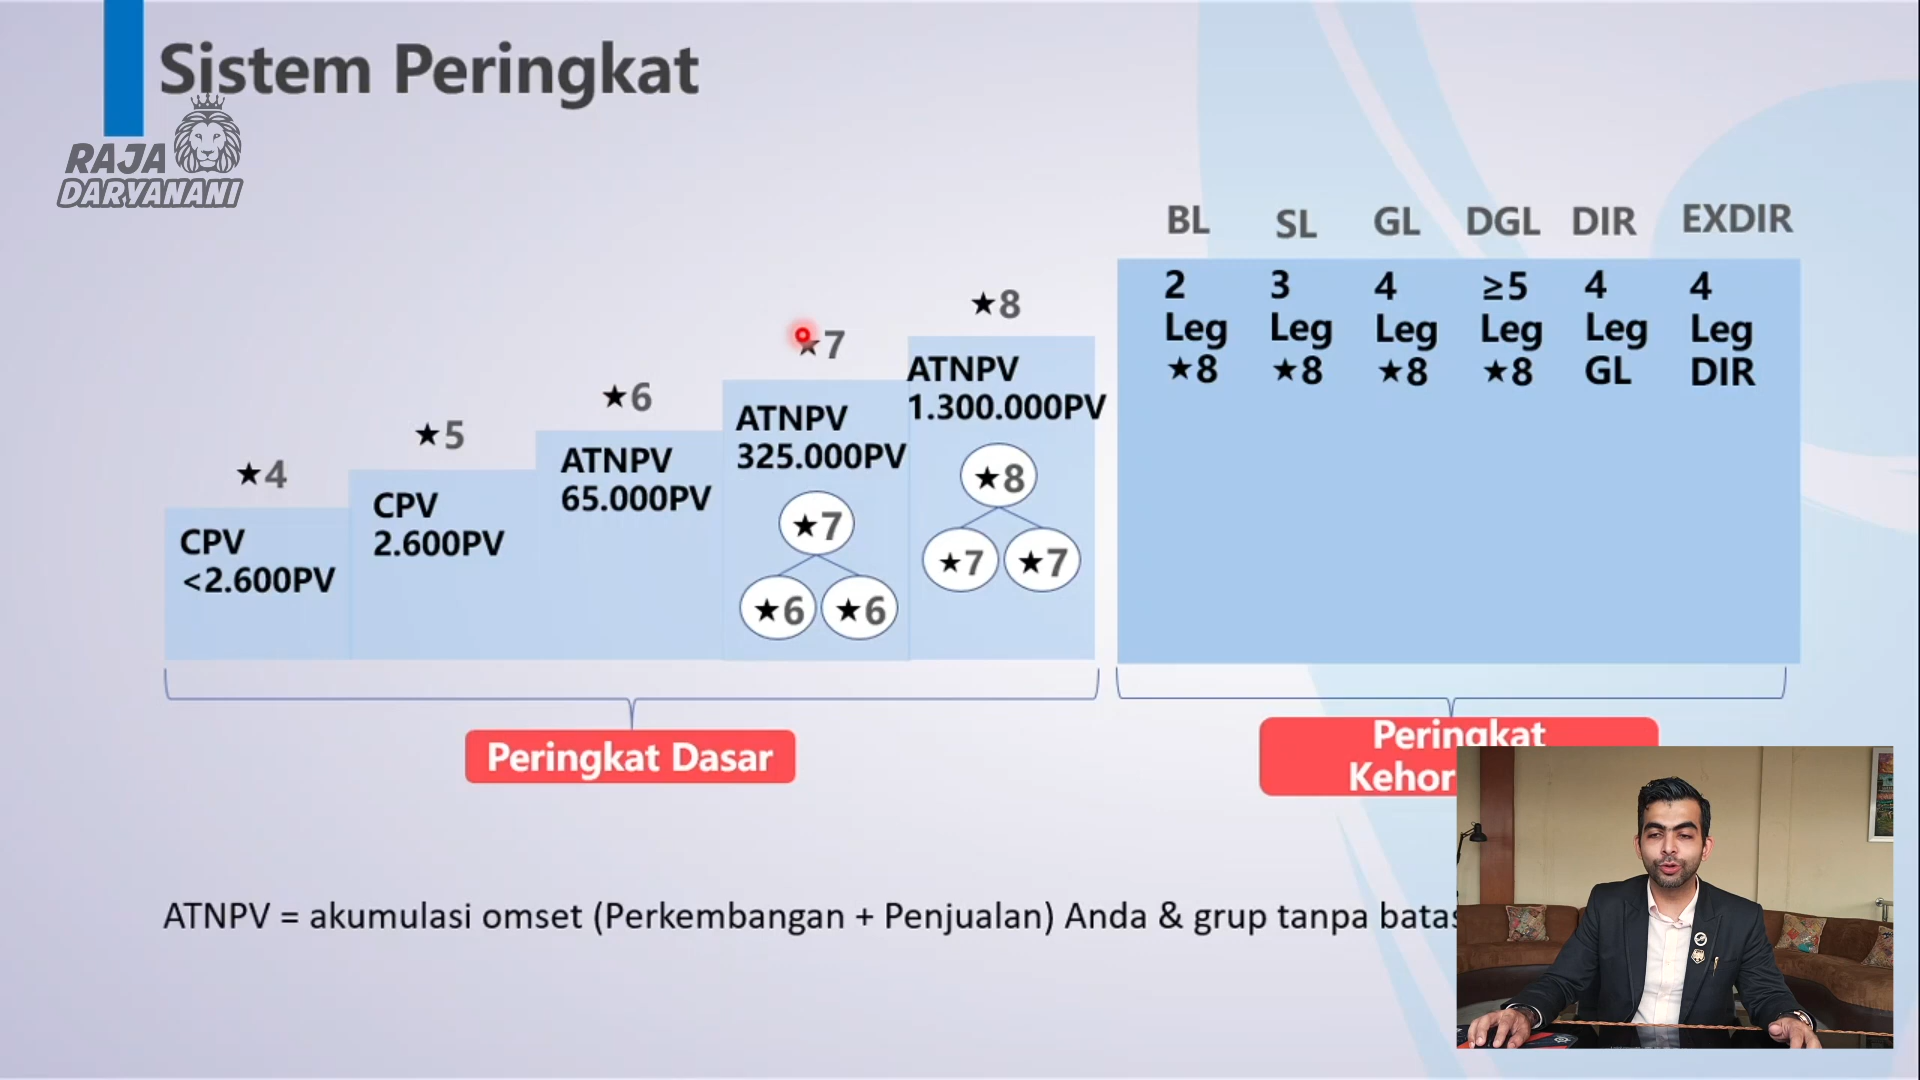 Sistem Peringkat
RAJA
DARYANANI
★4
CPV
<2.600PV
★5
CPV
2.600PV
★6
ATNPV
65.000PV
★7
ATNPV
325.000PV
★7
★6 ★6
★8
ATNPV
1.300.000PV
★8
★7 ★7
BL SL GL DGL DIR EXDIR
2 3 4 ≥5 4 4
Leg Leg Leg Leg Leg Leg
★8 ★8 ★8 ★8 GL DIR
Peringkat Dasar
Peringkat
Kehor
ATNPV = akumulasi omset (Perkembangan + Penjualan) Anda & grup tanpa batas